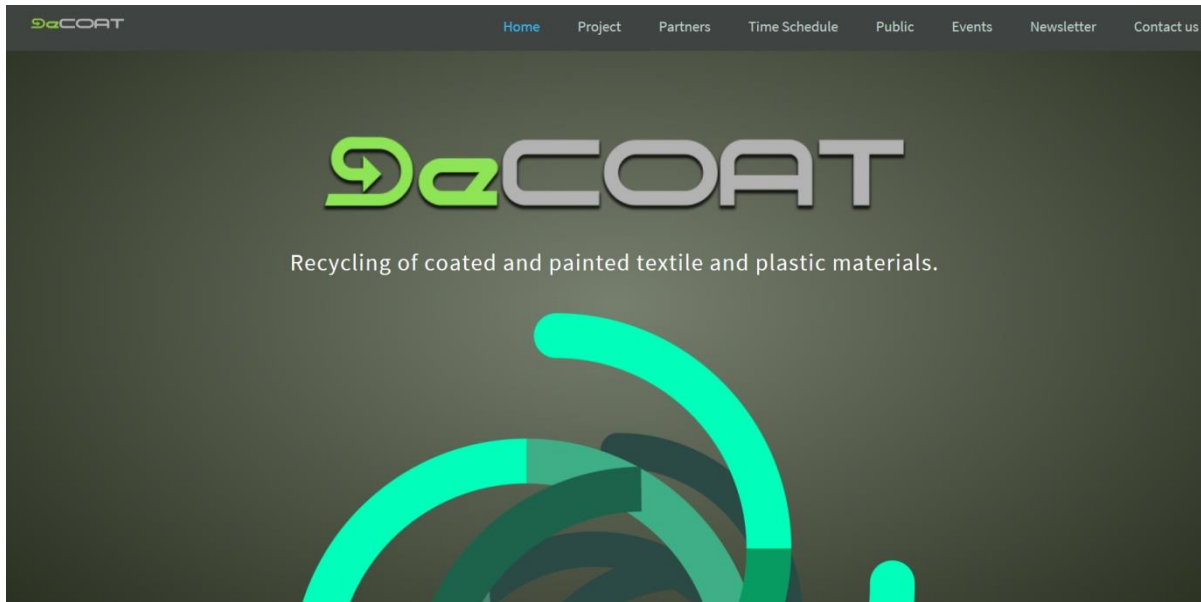 DeCOAT Home Project Partners Time Schedule Public Events Newsletter Contact us
DeCOAT
Recycling of coated and painted textile and plastic materials.